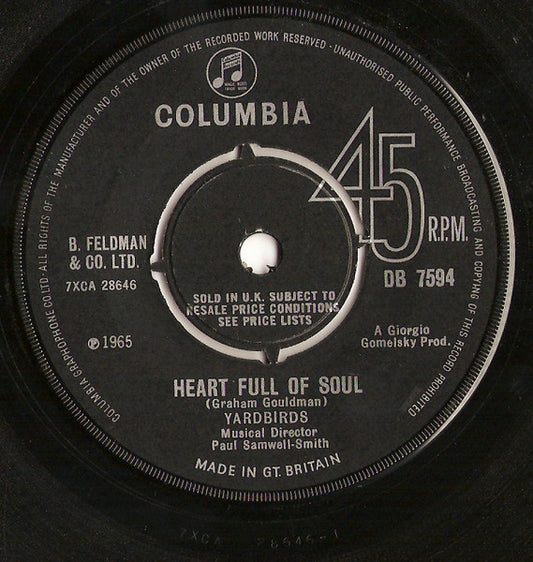 COLUMBIA GRAPHOPHONE CO. LTD·ALL RIGHTS OF THE MANUFACTURER AND OF THE OWNER OF THE RECORDED WORK RESERVED · UNAUTHORISED PUBLIC PERFORMANCE BROADCASTING AND COPYING OF THIS RECORD PROHIBITED
COLUMBIA
45
R.P.M.
B. FELDMAN
& CO. LTD.
7XCA 28646
DB 7594
SOLD IN U.K. SUBJECT TO
RESALE PRICE CONDITIONS
SEE PRICE LISTS
℗ 1965
A Giorgio
Gomelsky Prod.
HEART FULL OF SOUL
(Graham Gouldman)
YARDBIRDS
Musical Director
Paul Samwell-Smith
MADE IN GT. BRITAIN